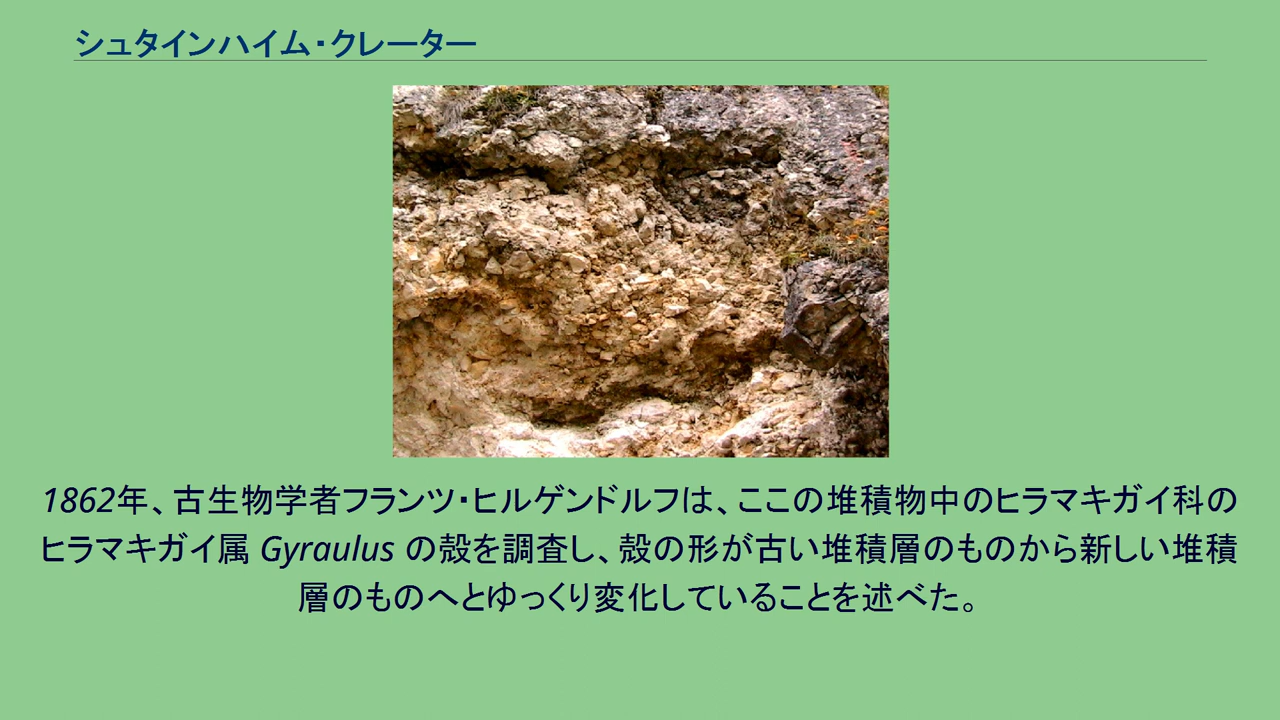 シュタインハイム・クレーター
1862年、古生物学者フランツ・ヒルゲンドルフは、ここの堆積物中のヒラマキガイ科の
ヒラマキガイ属 Gyraulus の殻を調査し、殻の形が古い堆積層のものから新しい堆積
層のものへとゆっくり変化していることを述べた。